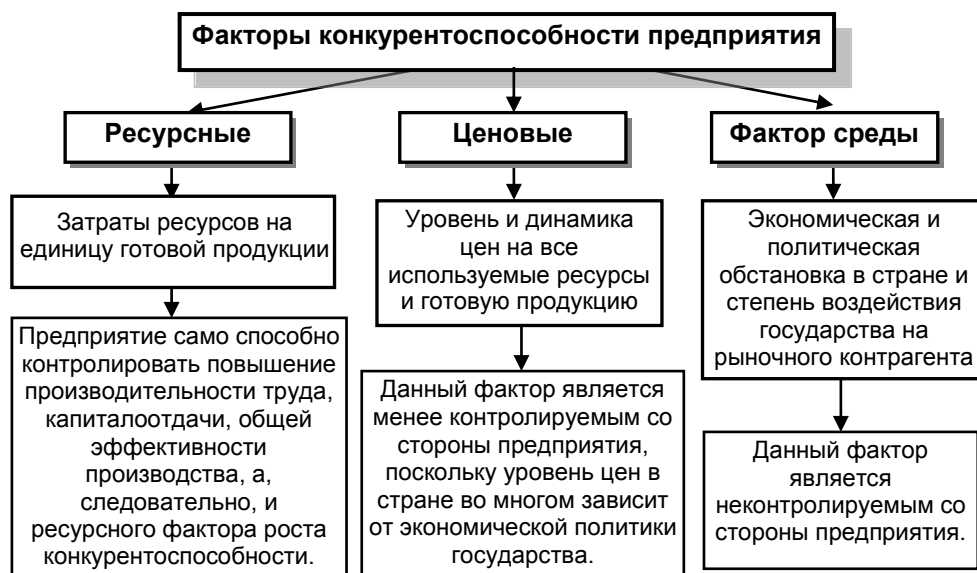 Факторы конкурентоспособности предприятия
Ресурсные
Ценовые
Фактор среды
Затраты ресурсов на
единицу готовой продукции
Уровень и динамика
цен на все
используемые ресурсы
и готовую продукцию
Экономическая и
политическая
обстановка в стране и
степень воздействия
государства на
рыночного контрагента
Предприятие само способно
контролировать повышение
производительности труда,
капиталоотдачи, общей
эффективности
производства, а,
следовательно, и
ресурсного фактора роста
конкурентоспособности.
Данный фактор является
менее контролируемым со
стороны предприятия,
поскольку уровень цен в
стране во многом зависит
от экономической политики
государства.
Данный фактор
является
неконтролируемым со
стороны предприятия.